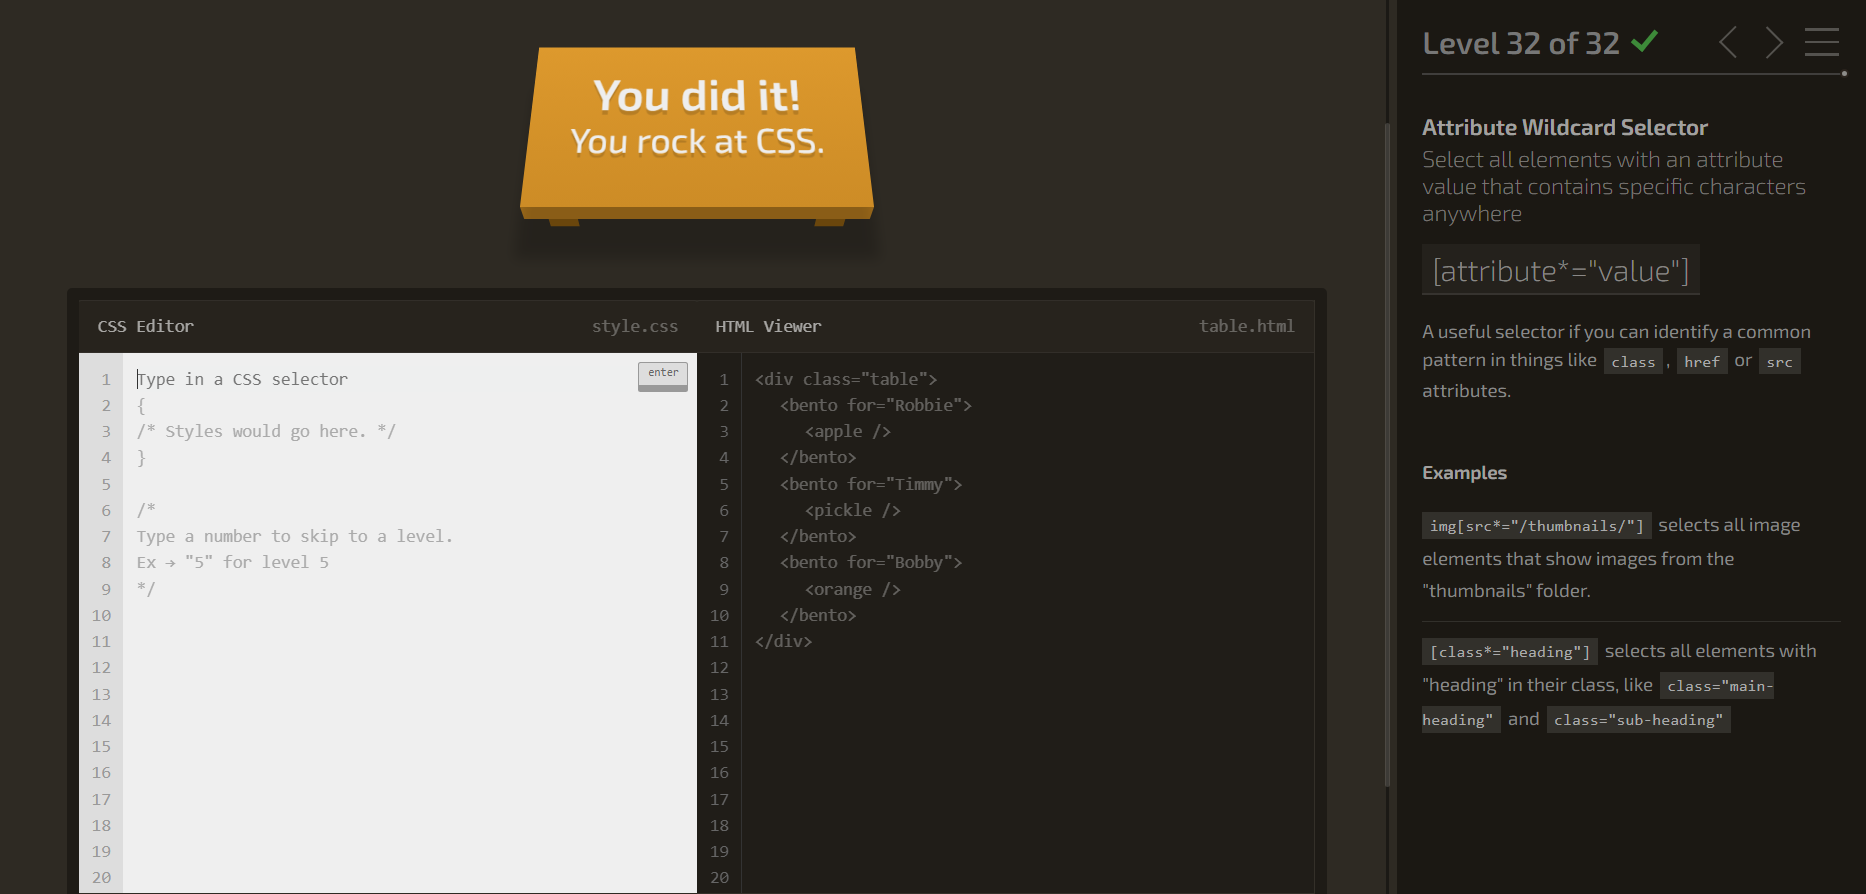 You did it!
You rock at CSS.
CSS Editor
style.css
1 Type in a CSS selector
enter
2 {
3 /* Styles would go here. */
4 }
5
6 /*
7 Type a number to skip to a level.
8 Ex → "5" for level 5
9 */
10
11
12
13
14
15
16
17
18
19
20
HTML Viewer
table.html
1 <div class="table">
2 <bento for="Robbie">
3 <apple />
4 </bento>
5 <bento for="Timmy">
6 <pickle />
7 </bento>
8 <bento for="Bobby">
9 <orange />
10 </bento>
11 </div>
12
13
14
15
16
17
18
19
20
Level 32 of 32
Attribute Wildcard Selector
Select all elements with an attribute
value that contains specific characters
anywhere
[attribute*="value"]
A useful selector if you can identify a common
pattern in things like class , href or src
attributes.
Examples
img[src*="/thumbnails/"] selects all image
elements that show images from the
"thumbnails" folder.
[class*="heading"] selects all elements with
"heading" in their class, like class="main-
heading" and class="sub-heading"